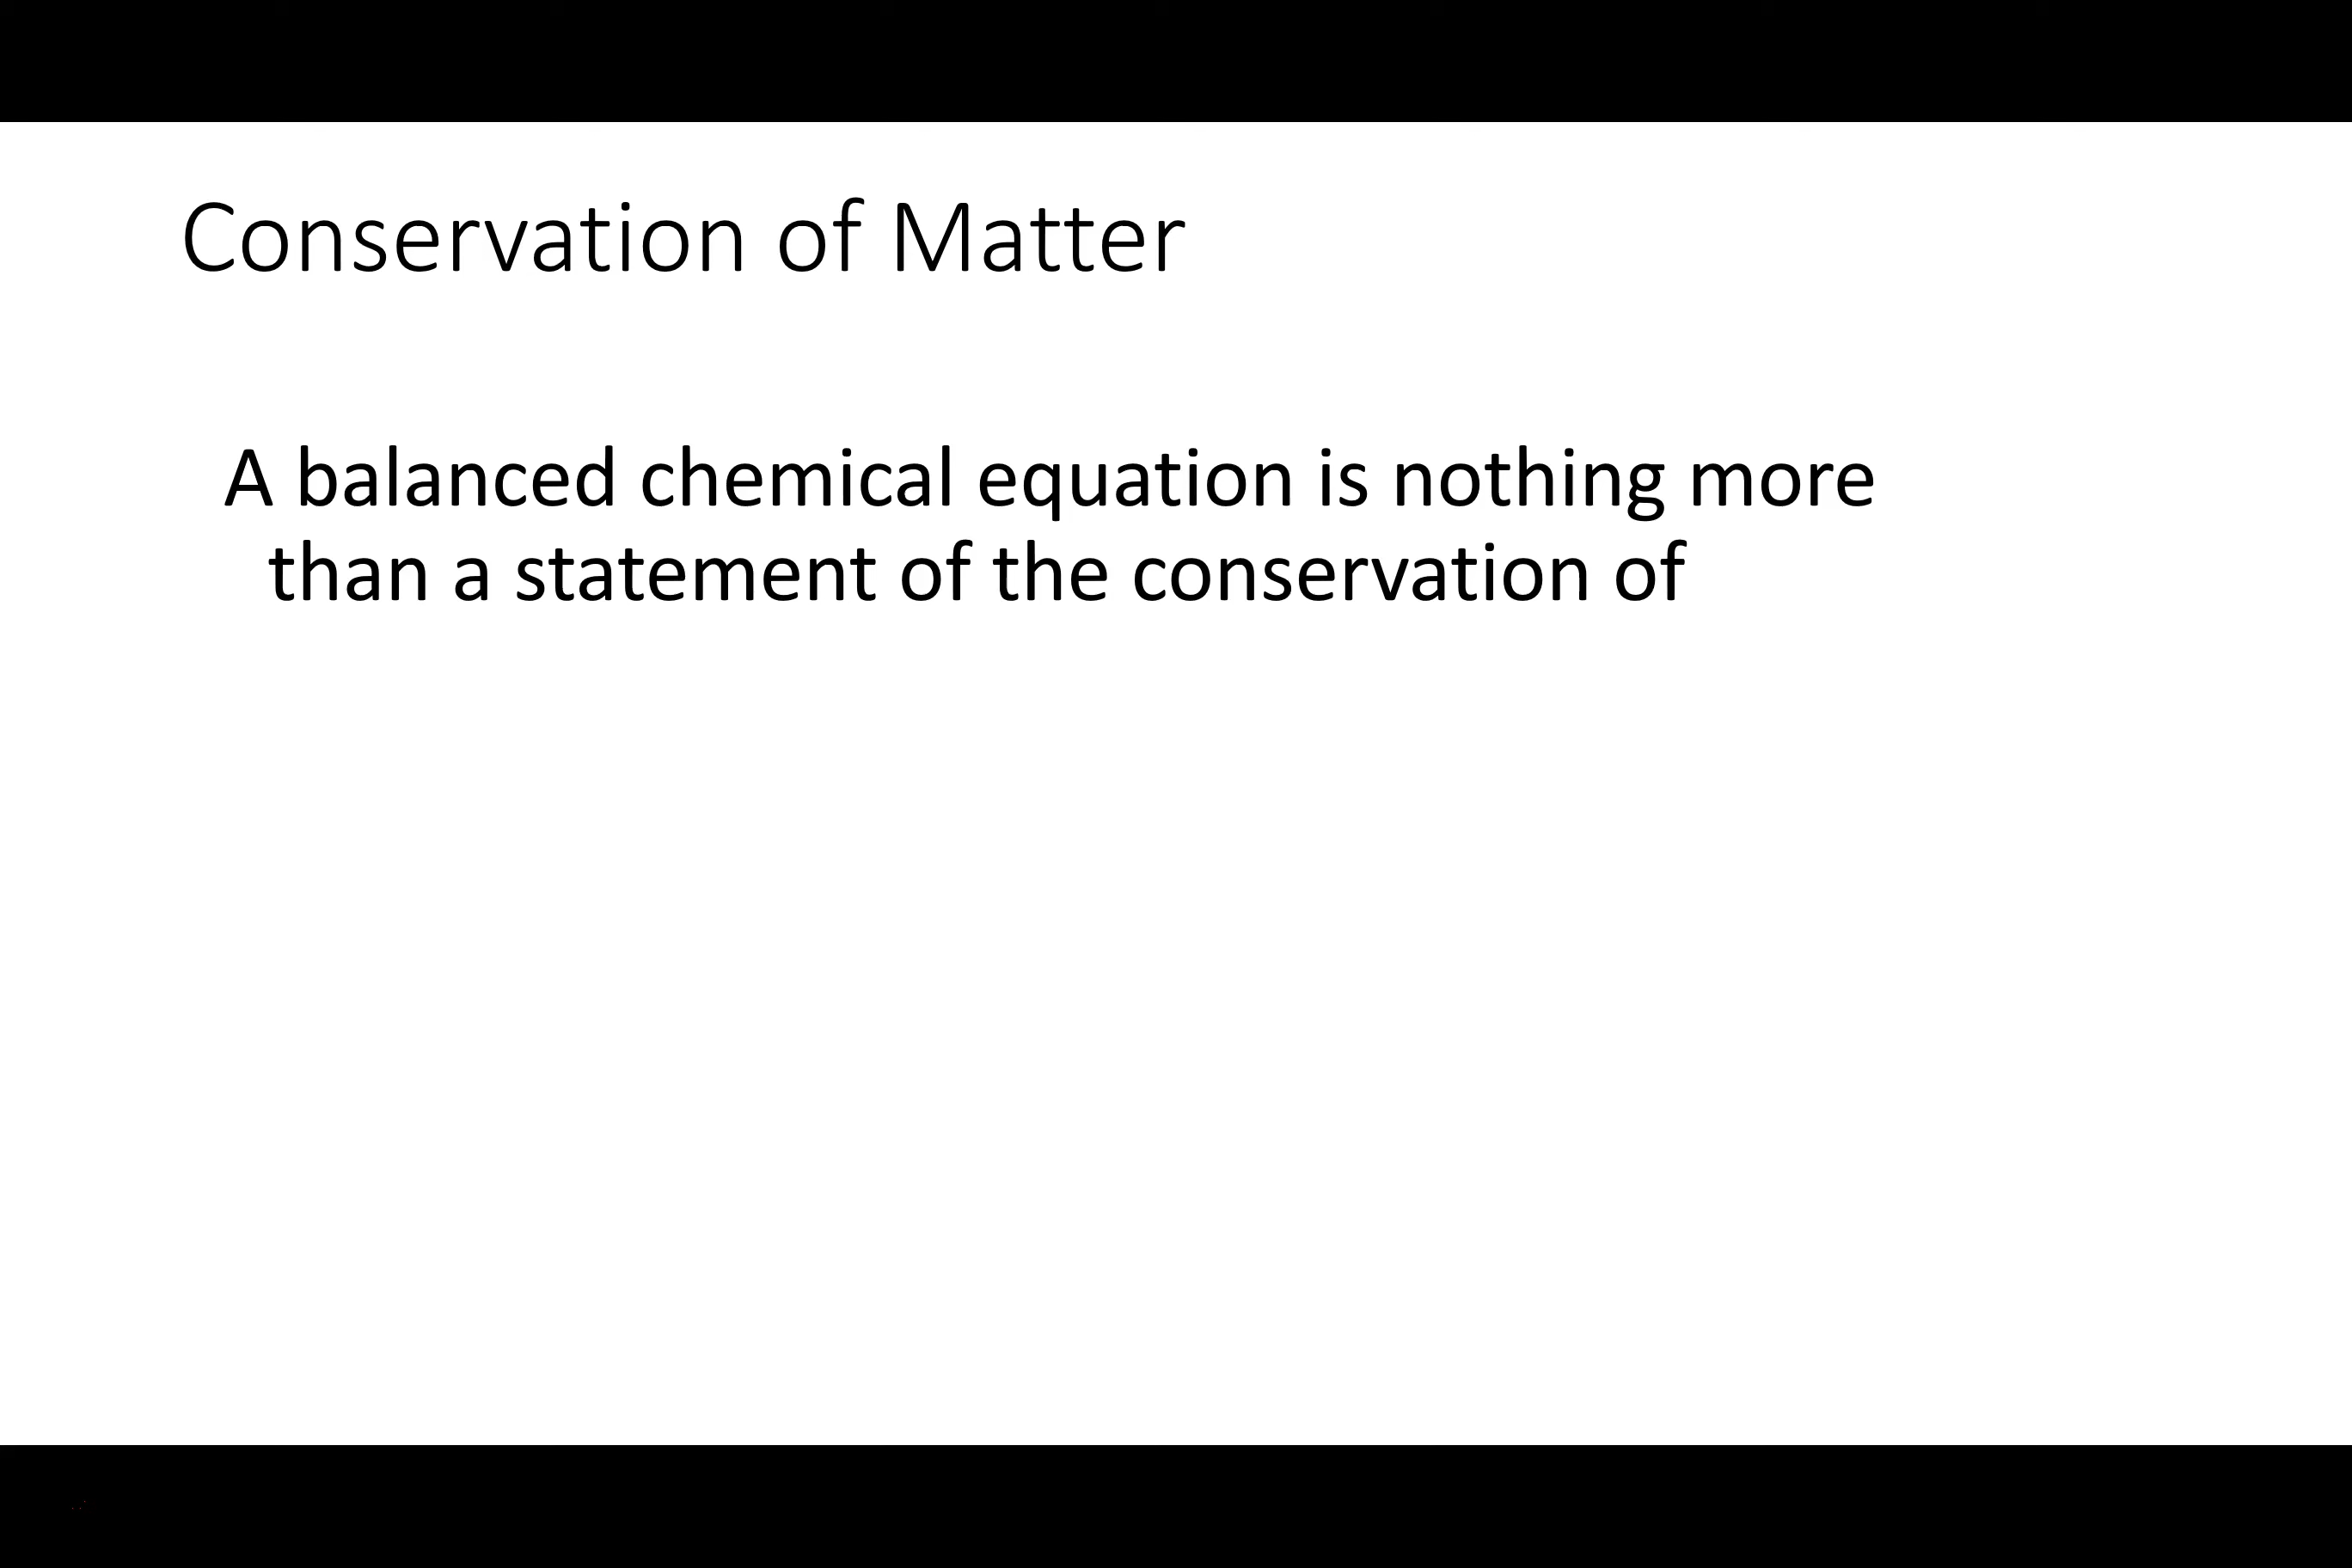 Conservation of Matter
A balanced chemical equation is nothing more
than a statement of the conservation of